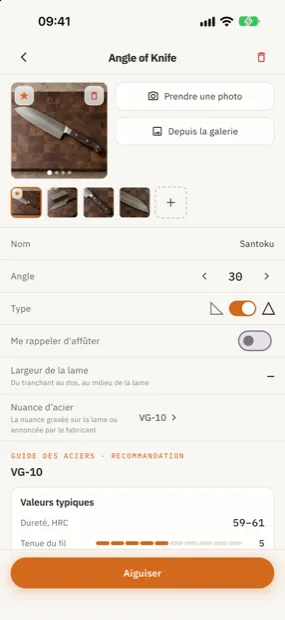 09:41
Angle of Knife
Prendre une photo
Depuis la galerie
+
Nom
Santoku
Angle
30
Type
Me rappeler d'affûter
Largeur de la lame
Du tranchant au dos, au milieu de la lame
–
Nuance d'acier
La nuance gravée sur la lame ou
annoncée par le fabricant
VG-10
GUIDE DES ACIERS · RECOMMANDATION
VG-10
Valeurs typiques
Dureté, HRC
59–61
Tenue du fil
5
Aiguiser